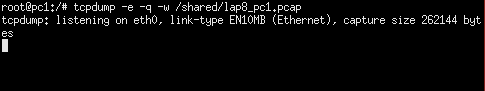 root@pc1:/# tcpdump -e -q -w /shared/lap8_pc1.pcap
tcpdump: listening on eth0, link-type EN10MB (Ethernet), capture size 262144 byt
es